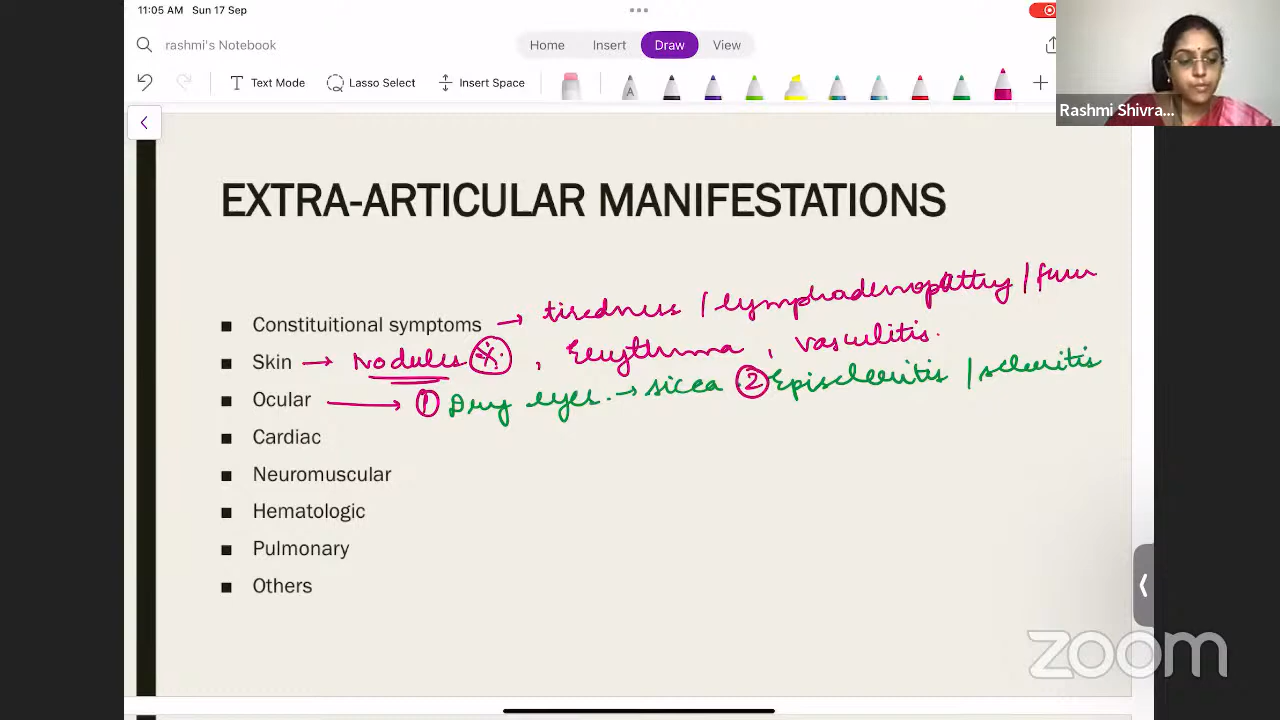 11:05 AM Sun 17 Sep
rashmi's Notebook
Home Insert Draw View
Text Mode Lasso Select Insert Space
A
Rashmi Shivra...
EXTRA-ARTICULAR MANIFESTATIONS
Constituitional symptoms → tiredness / lymphadenopathy /
Skin → Nodules * , Erythema , vasculitis.
Ocular → 1 Dry eyes. → sicca 2 Episcleritis / scleritis
Cardiac
Neuromuscular
Hematologic
Pulmonary
Others
zoom